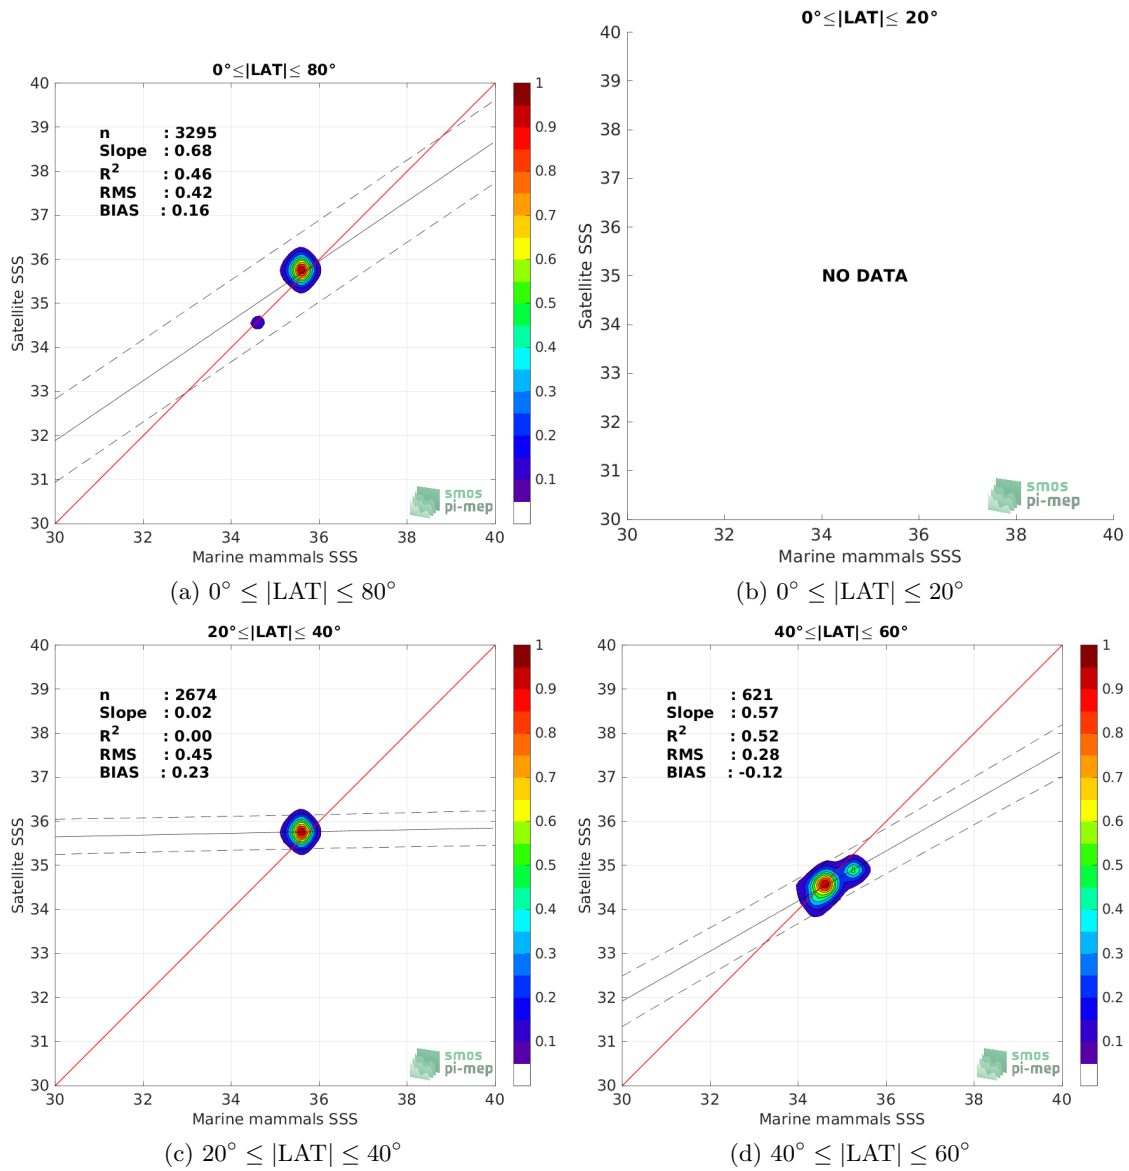 0°≤|LAT|≤ 80°
40
39
38
37
36
35
34
33
32
31
30
Satellite SSS
n : 3295
Slope : 0.68
R² : 0.46
RMS : 0.42
BIAS : 0.16
smos
pi-mep
30 32 34 36 38 40
Marine mammals SSS
1
0.9
0.8
0.7
0.6
0.5
0.4
0.3
0.2
0.1
(a) 0° ≤ |LAT| ≤ 80°
0°≤|LAT|≤ 20°
40
39
38
37
36
35
34
33
32
31
30
Satellite SSS
NO DATA
smos
pi-mep
30 32 34 36 38 40
Marine mammals SSS
(b) 0° ≤ |LAT| ≤ 20°
20°≤|LAT|≤ 40°
40
39
38
37
36
35
34
33
32
31
30
Satellite SSS
n : 2674
Slope : 0.02
R² : 0.00
RMS : 0.45
BIAS : 0.23
smos
pi-mep
30 32 34 36 38 40
Marine mammals SSS
1
0.9
0.8
0.7
0.6
0.5
0.4
0.3
0.2
0.1
(c) 20° ≤ |LAT| ≤ 40°
40°≤|LAT|≤ 60°
40
39
38
37
36
35
34
33
32
31
30
Satellite SSS
n : 621
Slope : 0.57
R² : 0.52
RMS : 0.28
BIAS : -0.12
smos
pi-mep
30 32 34 36 38 40
Marine mammals SSS
1
0.9
0.8
0.7
0.6
0.5
0.4
0.3
0.2
0.1
(d) 40° ≤ |LAT| ≤ 60°